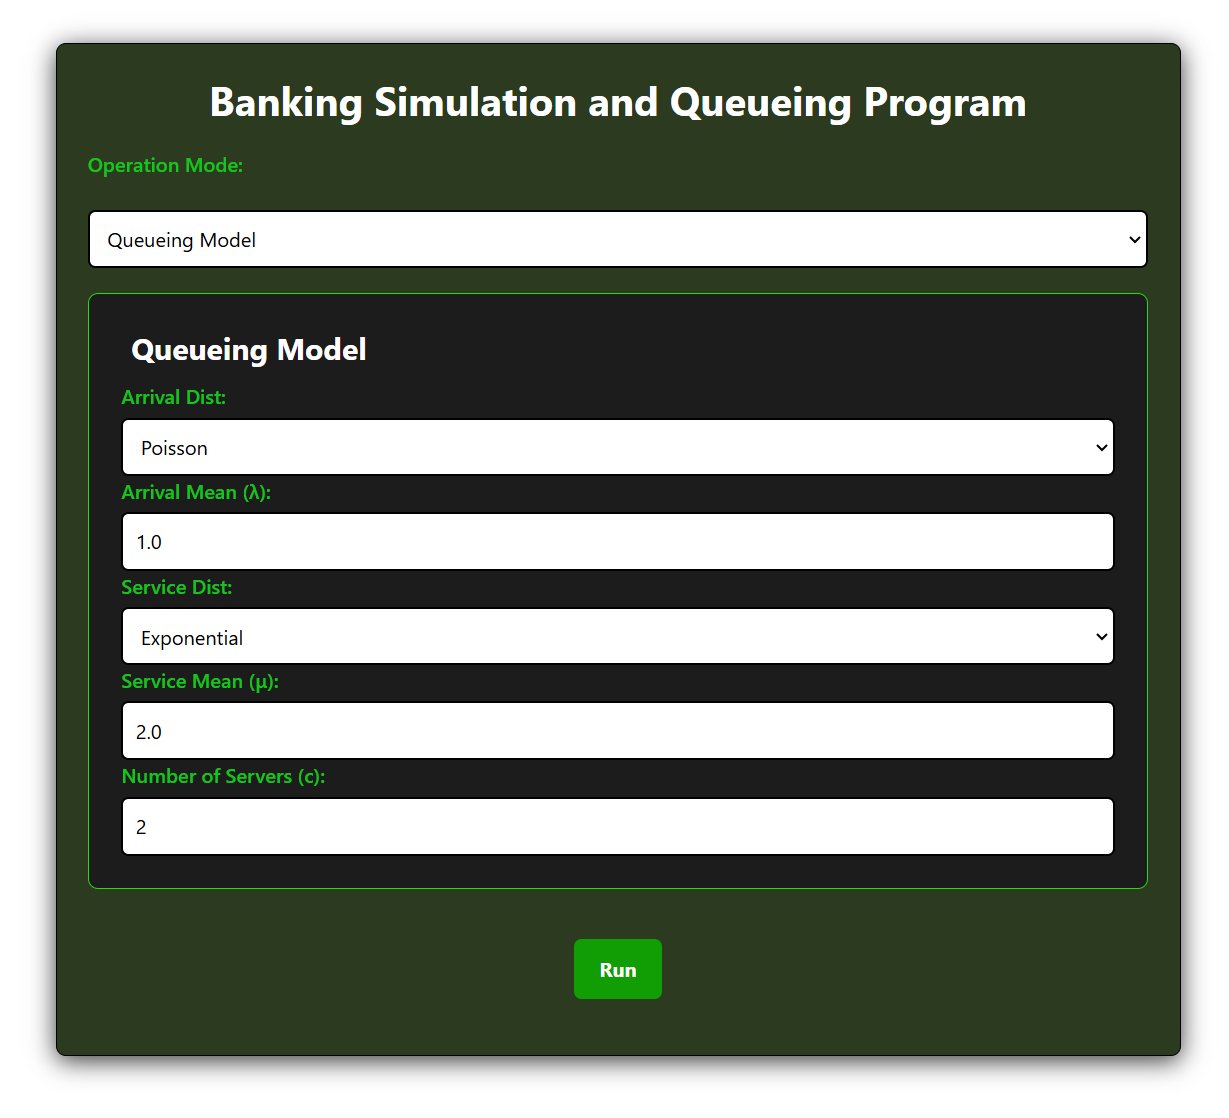 Banking Simulation and Queueing Program
Operation Mode:
Queueing Model
Queueing Model
Arrival Dist:
Poisson
Arrival Mean (λ):
1.0
Service Dist:
Exponential
Service Mean (μ):
2.0
Number of Servers (c):
2
Run